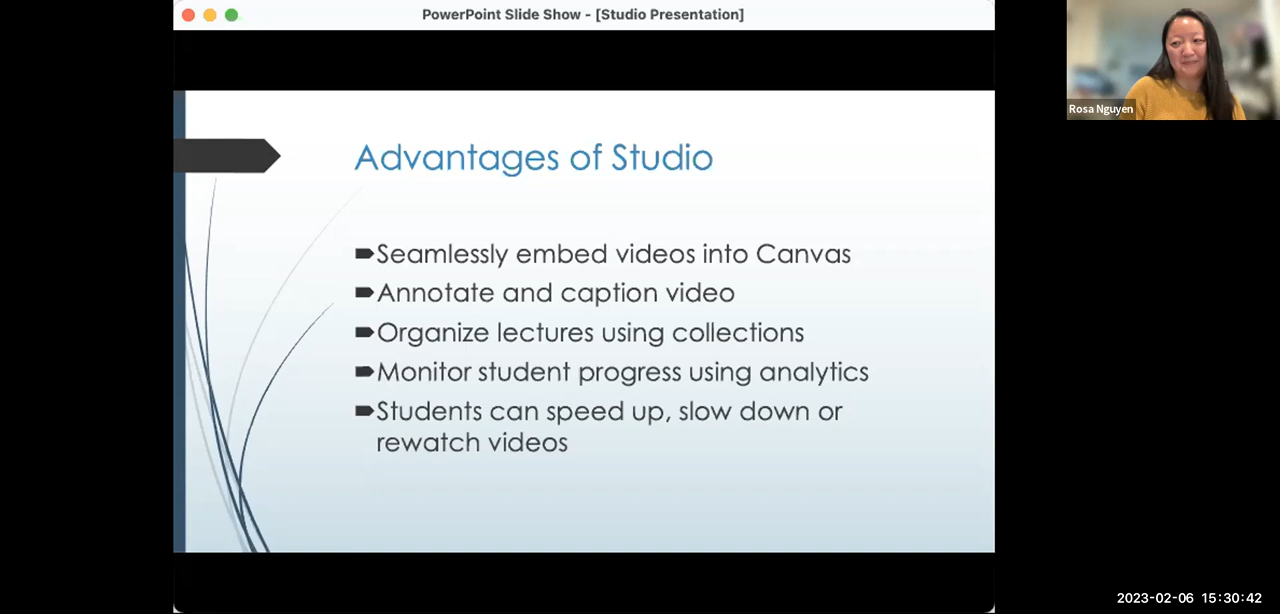 PowerPoint Slide Show - [Studio Presentation]
Rosa Nguyen
Advantages of Studio
Seamlessly embed videos into Canvas
Annotate and caption video
Organize lectures using collections
Monitor student progress using analytics
Students can speed up, slow down or
rewatch videos
2023-02-06 15:30:42